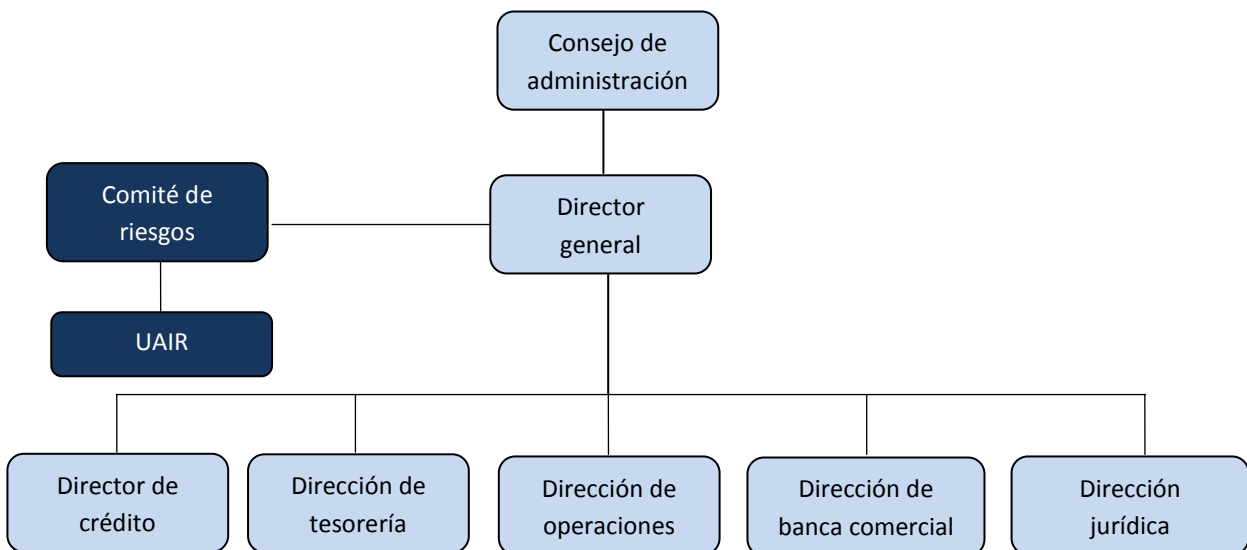 Consejo de
administración
Comité de
riesgos
Director
general
UAIR
Director de
crédito
Dirección de
tesorería
Dirección de
operaciones
Dirección de
banca comercial
Dirección
jurídica